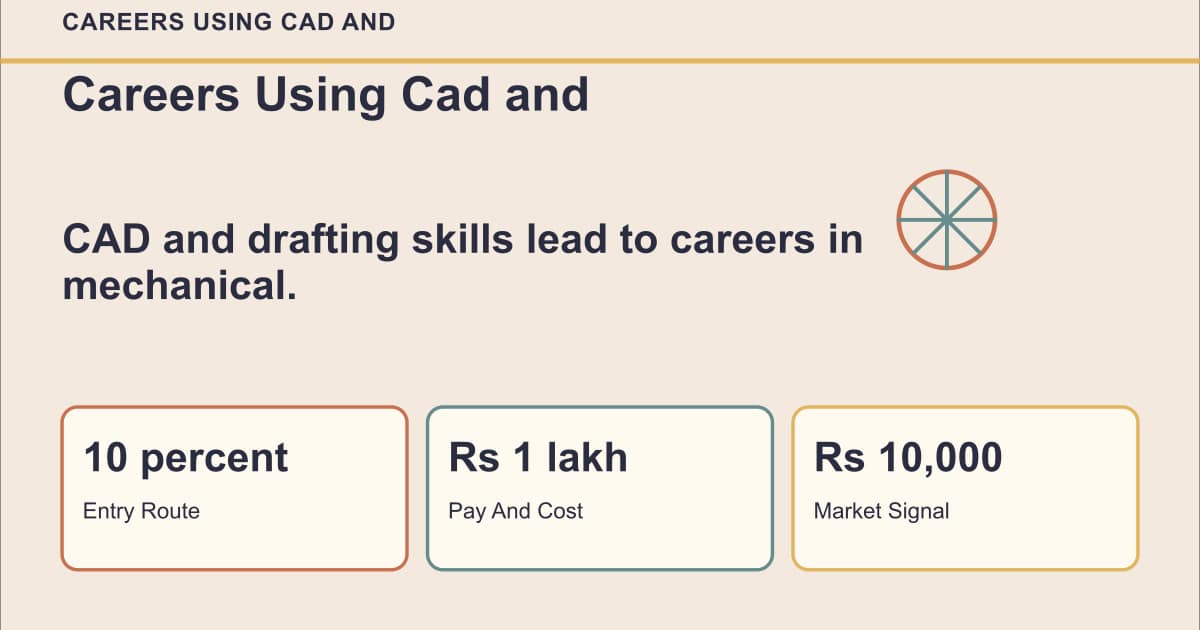 CAREERS USING CAD AND
Careers Using Cad and
CAD and drafting skills lead to careers in
mechanical.
10 percent
Entry Route
Rs 1 lakh
Pay And Cost
Rs 10,000
Market Signal